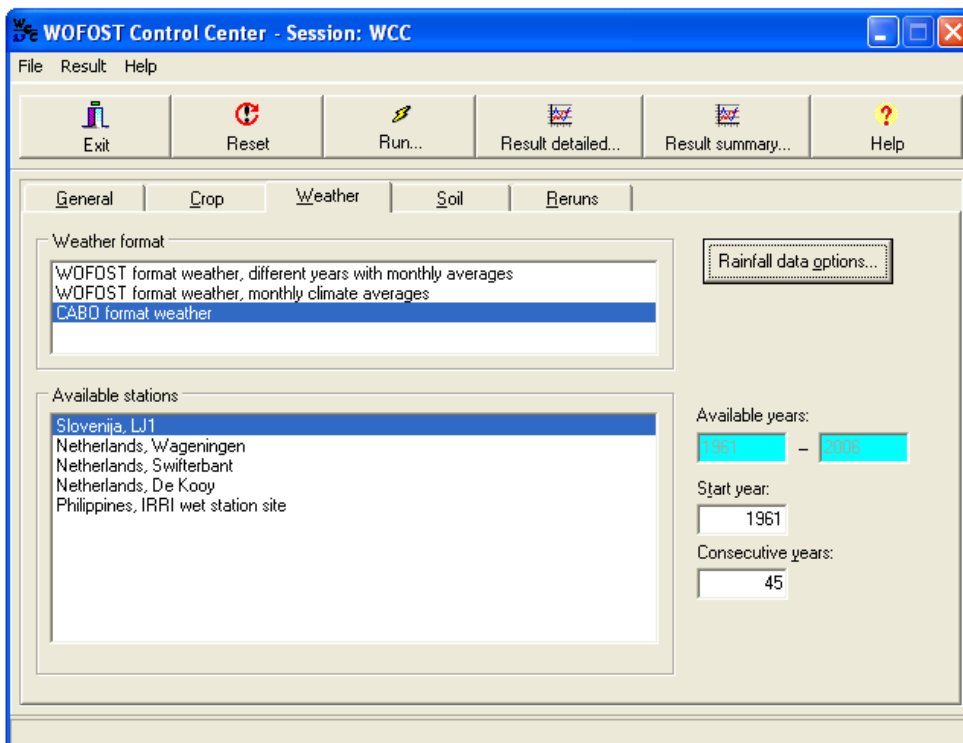 WOFOST Control Center - Session: WCC
File Result Help
Exit Reset Run... Result detailed... Result summary... Help
General Crop Weather Soil Reruns
Weather format
Rainfall data options...
WOFOST format weather, different years with monthly averages
WOFOST format weather, monthly climate averages
CABO format weather
Available stations
Slovenija, LJ1
Netherlands, Wageningen
Netherlands, Swifterbant
Netherlands, De Kooy
Philippines, IRRI wet station site
Available years:
1961 – 2006
Start year:
1961
Consecutive years:
45